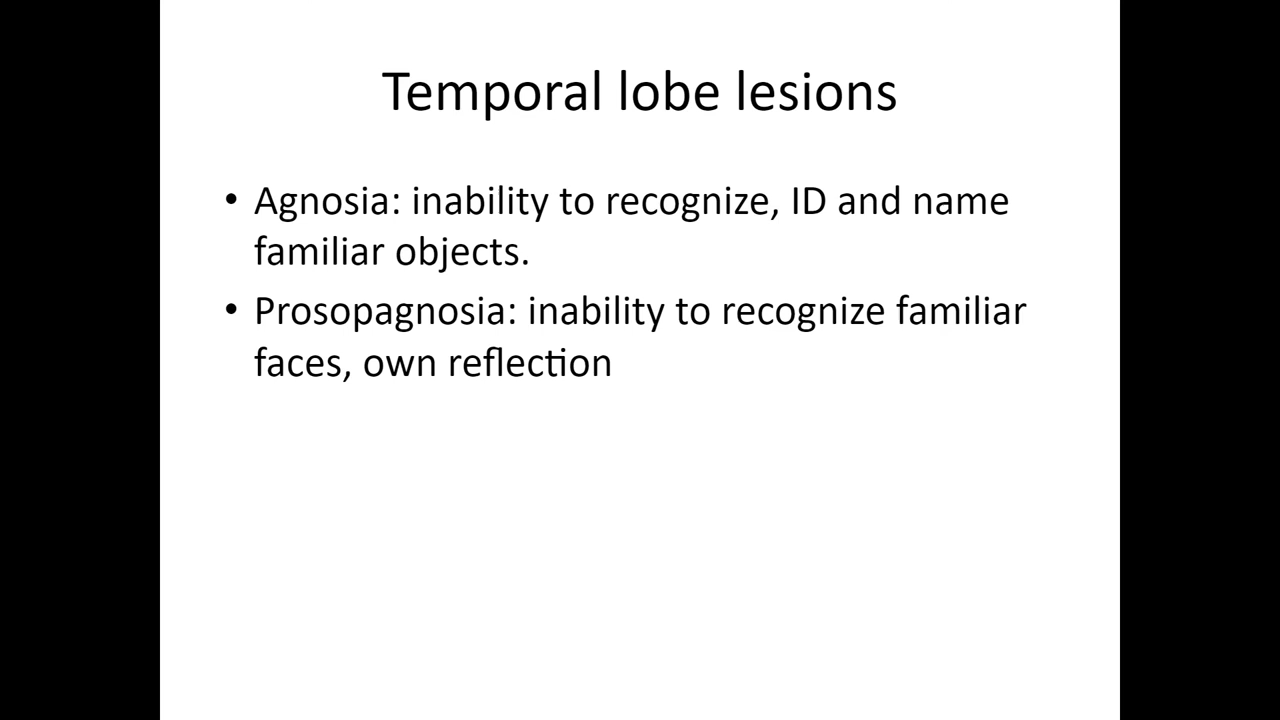 Temporal lobe lesions
• Agnosia: inability to recognize, ID and name
familiar objects.
• Prosopagnosia: inability to recognize familiar
faces, own reflection